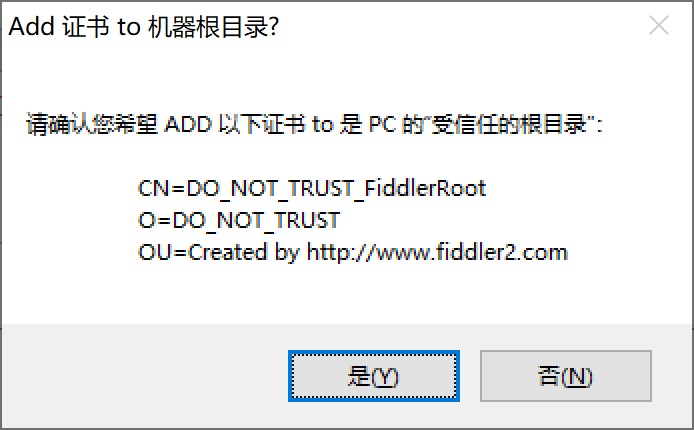 Add 证书 to 机器根目录?
请确认您希望 ADD 以下证书 to 是 PC 的“受信任的根目录”：
CN=DO_NOT_TRUST_FiddlerRoot
O=DO_NOT_TRUST
OU=Created by http://www.fiddler2.com
是(Y)
否(N)